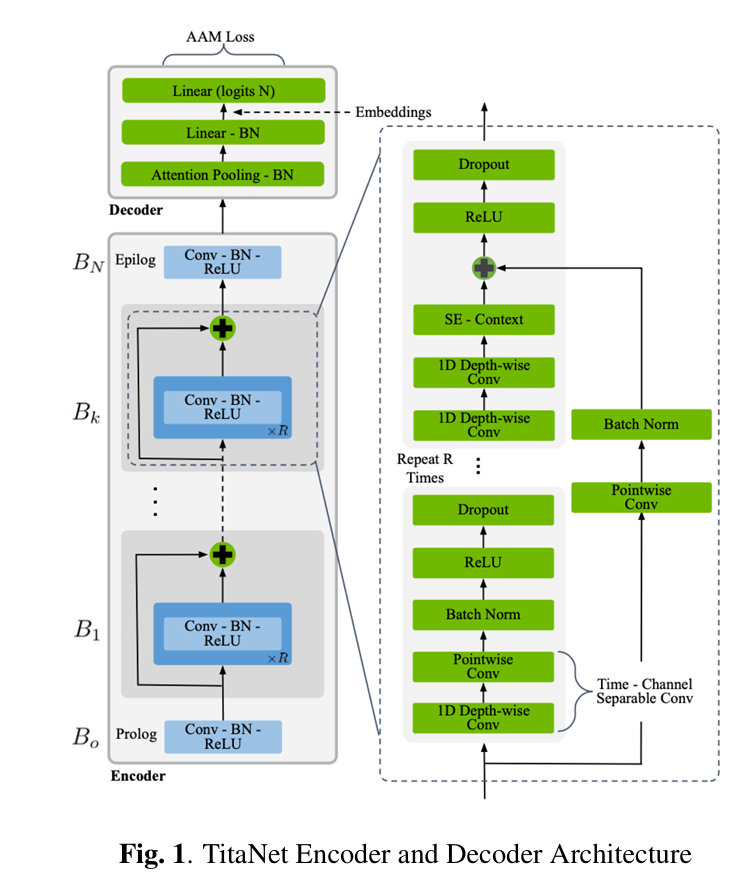 AAM Loss
Linear (logits N)
Embeddings
Linear - BN
Attention Pooling - BN
Decoder
B_N
Epilog
Conv - BN -
ReLU
B_k
Conv - BN -
ReLU
×R
B_1
Conv - BN -
ReLU
×R
B_o
Prolog
Conv - BN -
ReLU
Encoder
Dropout
ReLU
SE - Context
1D Depth-wise
Conv
1D Depth-wise
Conv
Batch Norm
Repeat R
Times
Pointwise
Conv
Dropout
ReLU
Batch Norm
Pointwise
Conv
Time - Channel
Separable Conv
1D Depth-wise
Conv
Fig. 1. TitaNet Encoder and Decoder Architecture